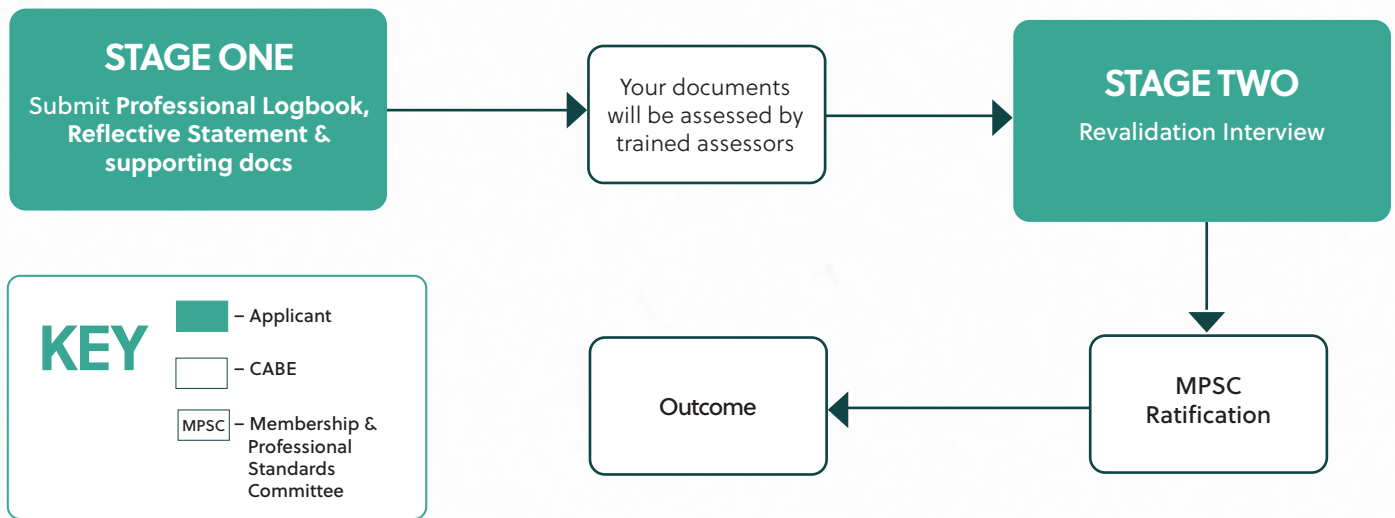 STAGE ONE
Submit Professional Logbook,
Reflective Statement &
supporting docs
Your documents
will be assessed by
trained assessors
STAGE TWO
Revalidation Interview
KEY
– Applicant
– CABE
MPSC – Membership &
Professional
Standards
Committee
Outcome
MPSC
Ratification